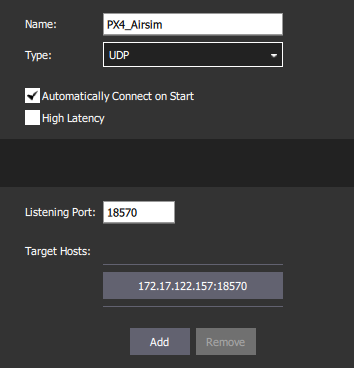 Name: PX4_Airsim
Type: UDP
Automatically Connect on Start
High Latency
Listening Port: 18570
Target Hosts:
172.17.122.157:18570
Add Remove